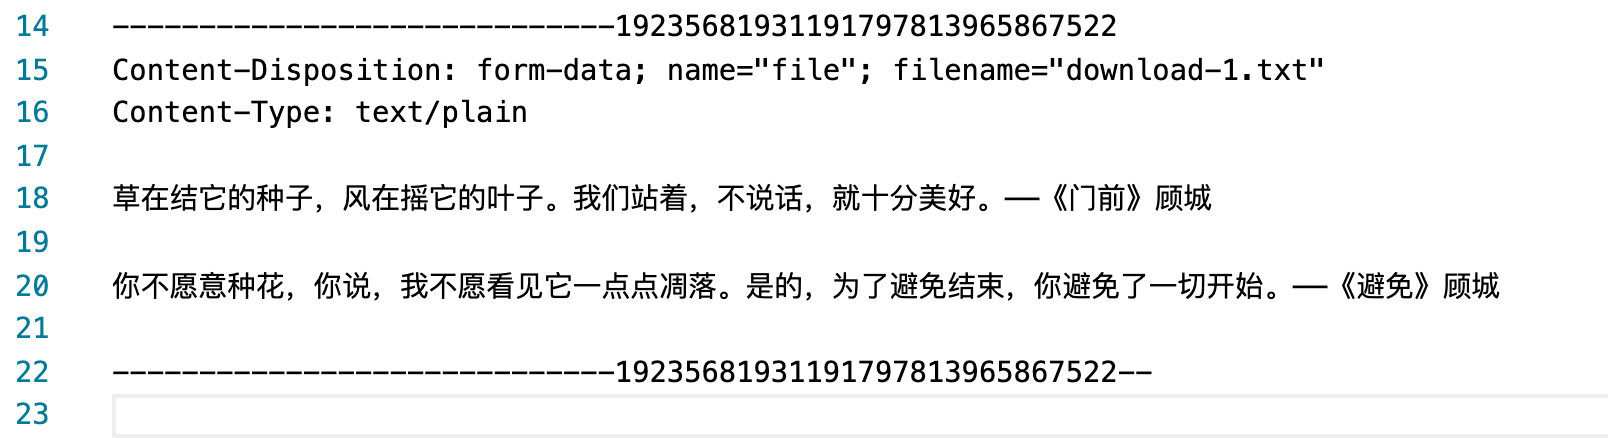 14 -----------------------------192356819311917978139​65867522
15 Content-Disposition: form-data; name="file"; filename="download-1.txt"
16 Content-Type: text/plain
17
18 草在结它的种子，风在摇它的叶子。我们站着，不说话，就十分美好。——《门前》顾城
19
20 你不愿意种花，你说，我不愿看见它一点点凋落。是的，为了避免结束，你避免了一切开始。——《避免》顾城
21
22 -----------------------------19235681931191797813965867522--
23